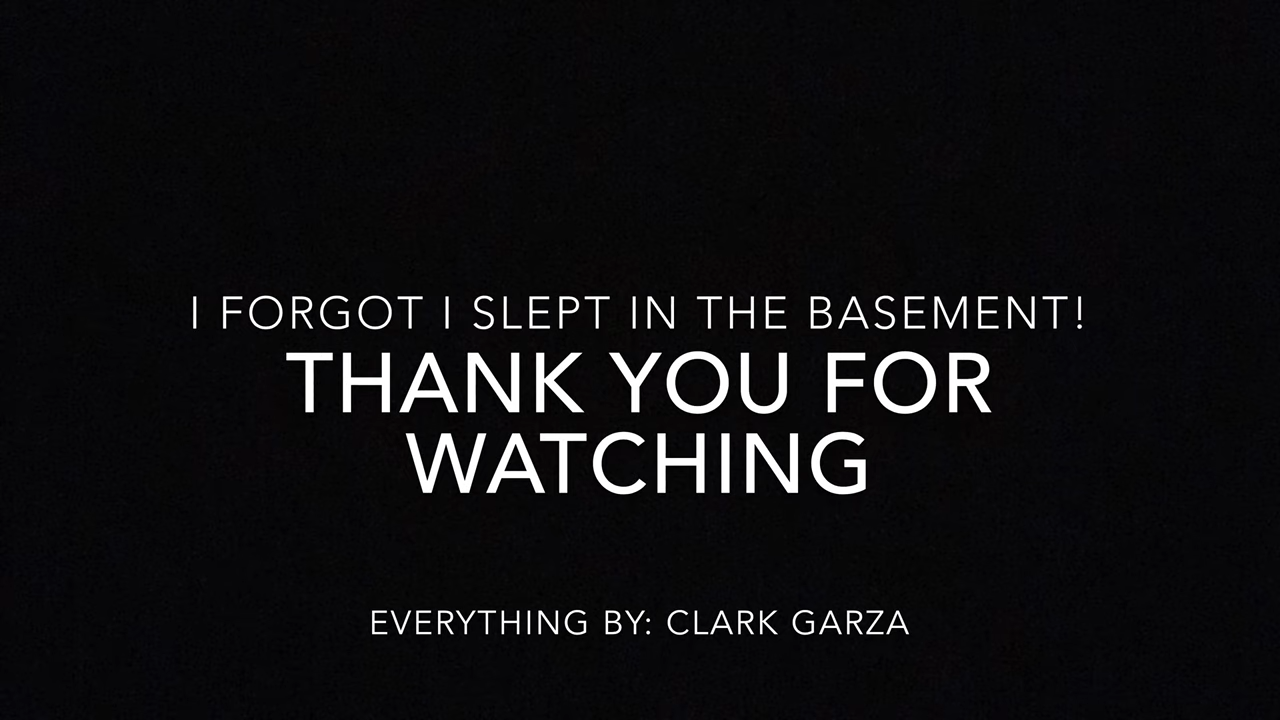 I FORGOT I SLEPT IN THE BASEMENT!
THANK YOU FOR
WATCHING
EVERYTHING BY: CLARK GARZA